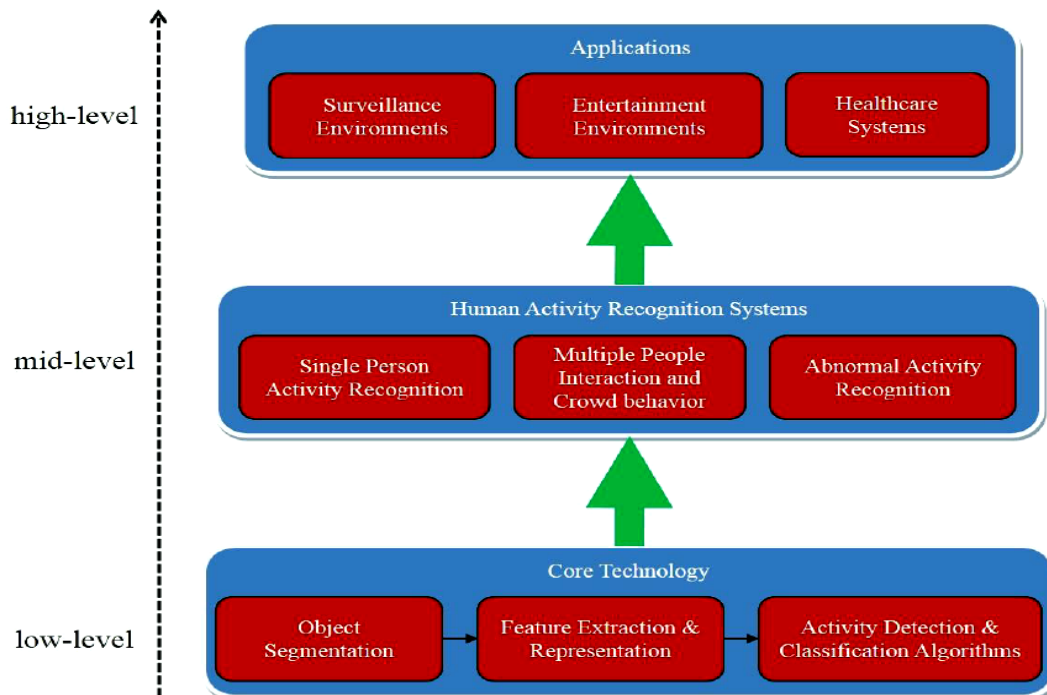 high-level
Applications
Surveillance
Environments
Entertainment
Environments
Healthcare
Systems
mid-level
Human Activity Recognition Systems
Single Person
Activity Recognition
Multiple People
Interaction and
Crowd behavior
Abnormal Activity
Recognition
low-level
Core Technology
Object
Segmentation
Feature Extraction &
Representation
Activity Detection &
Classification Algorithms